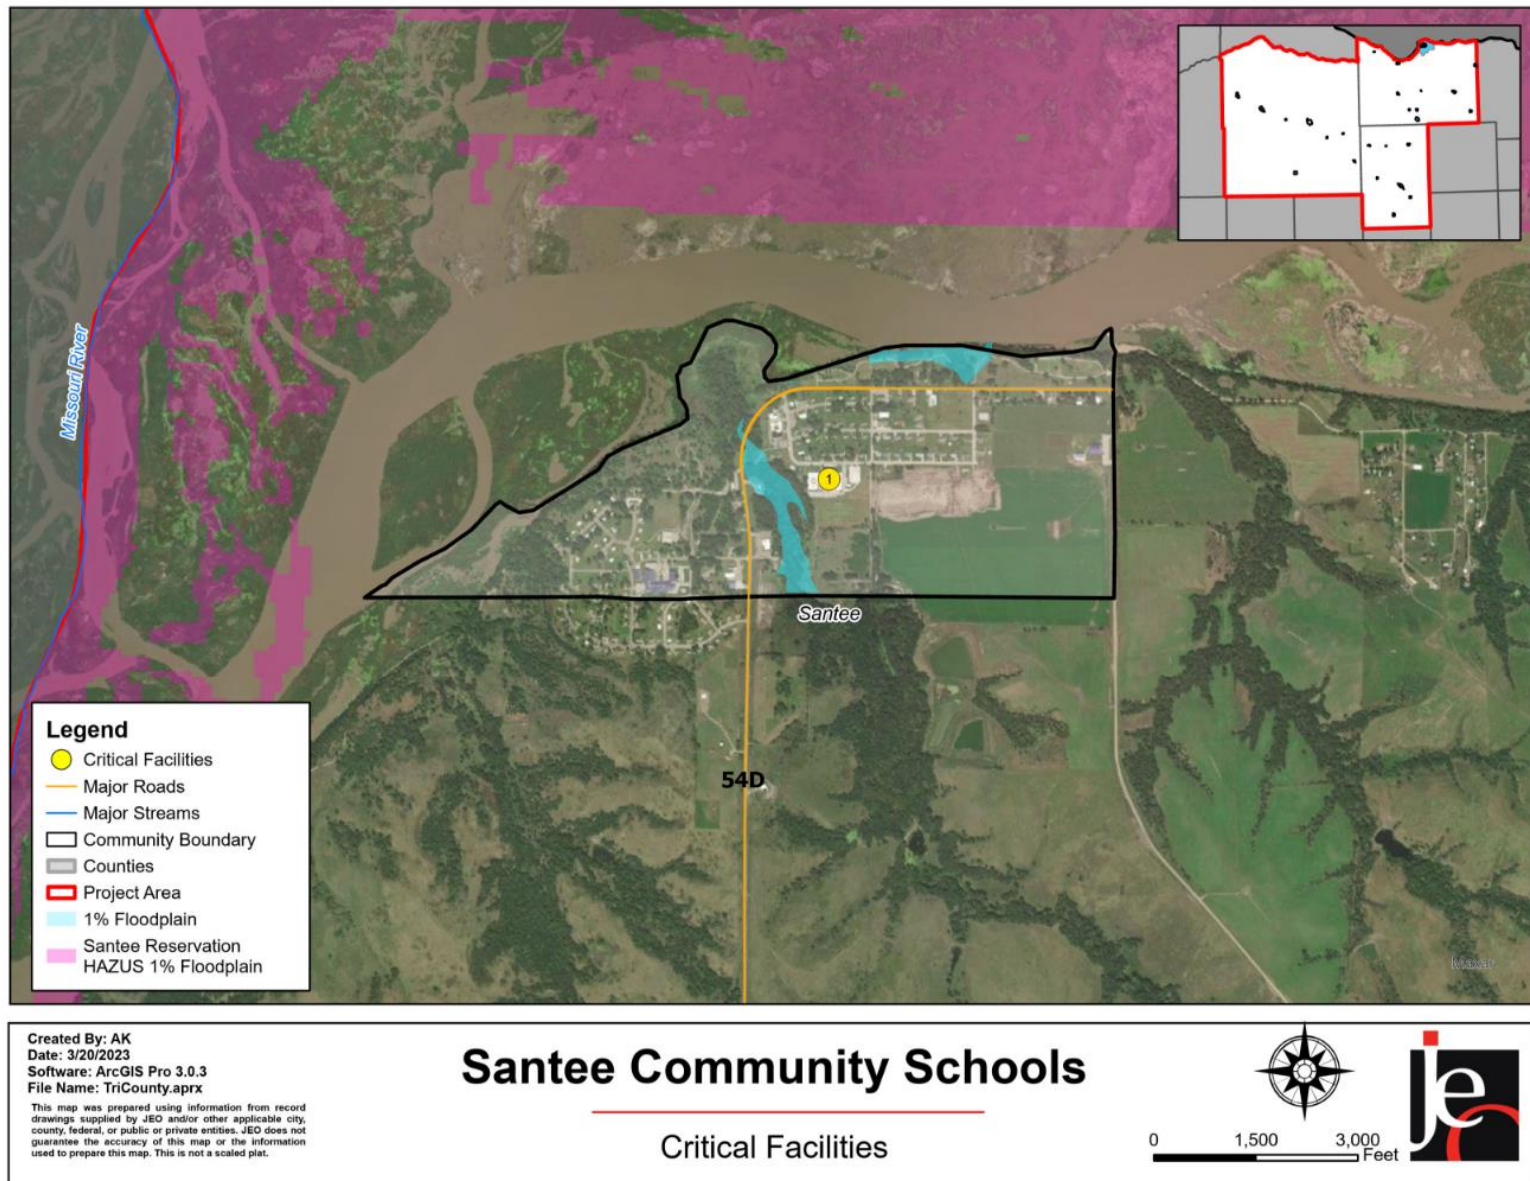 Missouri River
1
Santee
54D
Maxar
Legend
Critical Facilities
Major Roads
Major Streams
Community Boundary
Counties
Project Area
1% Floodplain
Santee Reservation
HAZUS 1% Floodplain
Created By: AK
Date: 3/20/2023
Software: ArcGIS Pro 3.0.3
File Name: TriCounty.aprx
This map was prepared using information from record
drawings supplied by JEO and/or other applicable city,
county, federal, or public or private entities. JEO does not
guarantee the accuracy of this map or the information
used to prepare this map. This is not a scaled plat.
Santee Community Schools
Critical Facilities
0 1,500 3,000
Feet
jeo